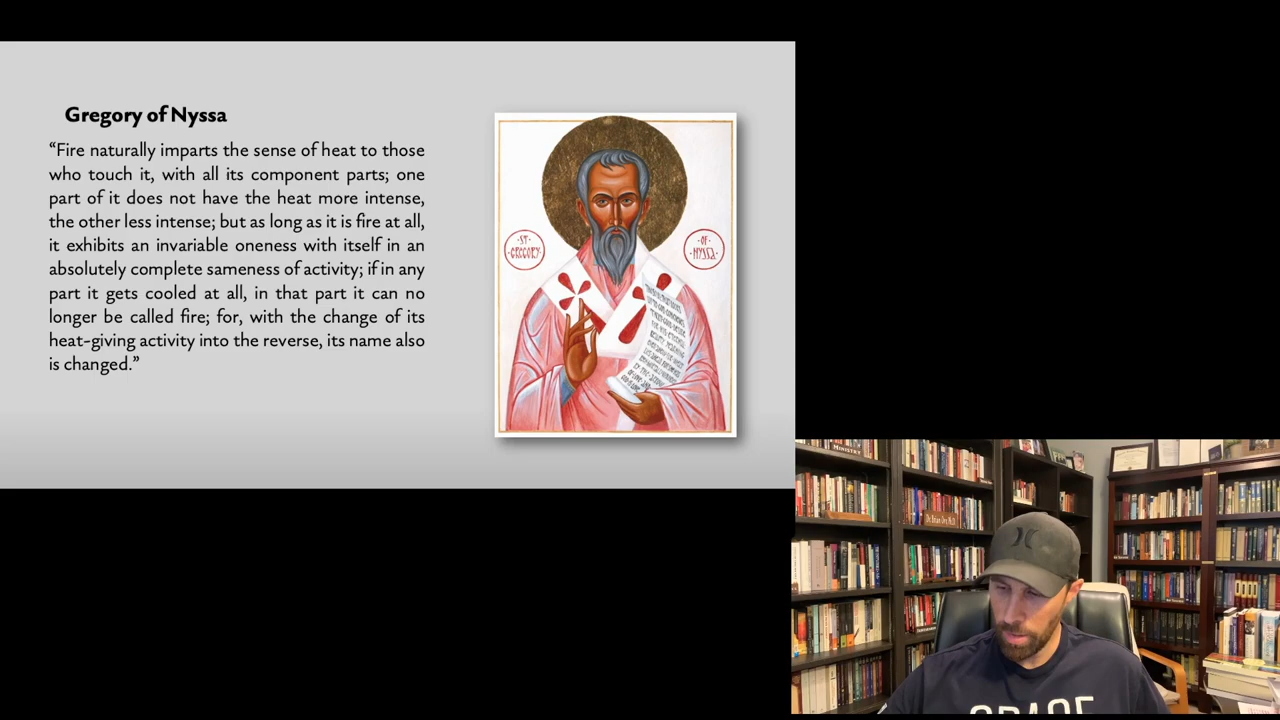 Gregory of Nyssa
“Fire naturally imparts the sense of heat to those
who touch it, with all its component parts; one
part of it does not have the heat more intense,
the other less intense; but as long as it is fire at all,
it exhibits an invariable oneness with itself in an
absolutely complete sameness of activity; if in any
part it gets cooled at all, in that part it can no
longer be called fire; for, with the change of its
heat-giving activity into the reverse, its name also
is changed.”
ST
GREGORY
OF
NYSSA
MINISTRY
GRACE